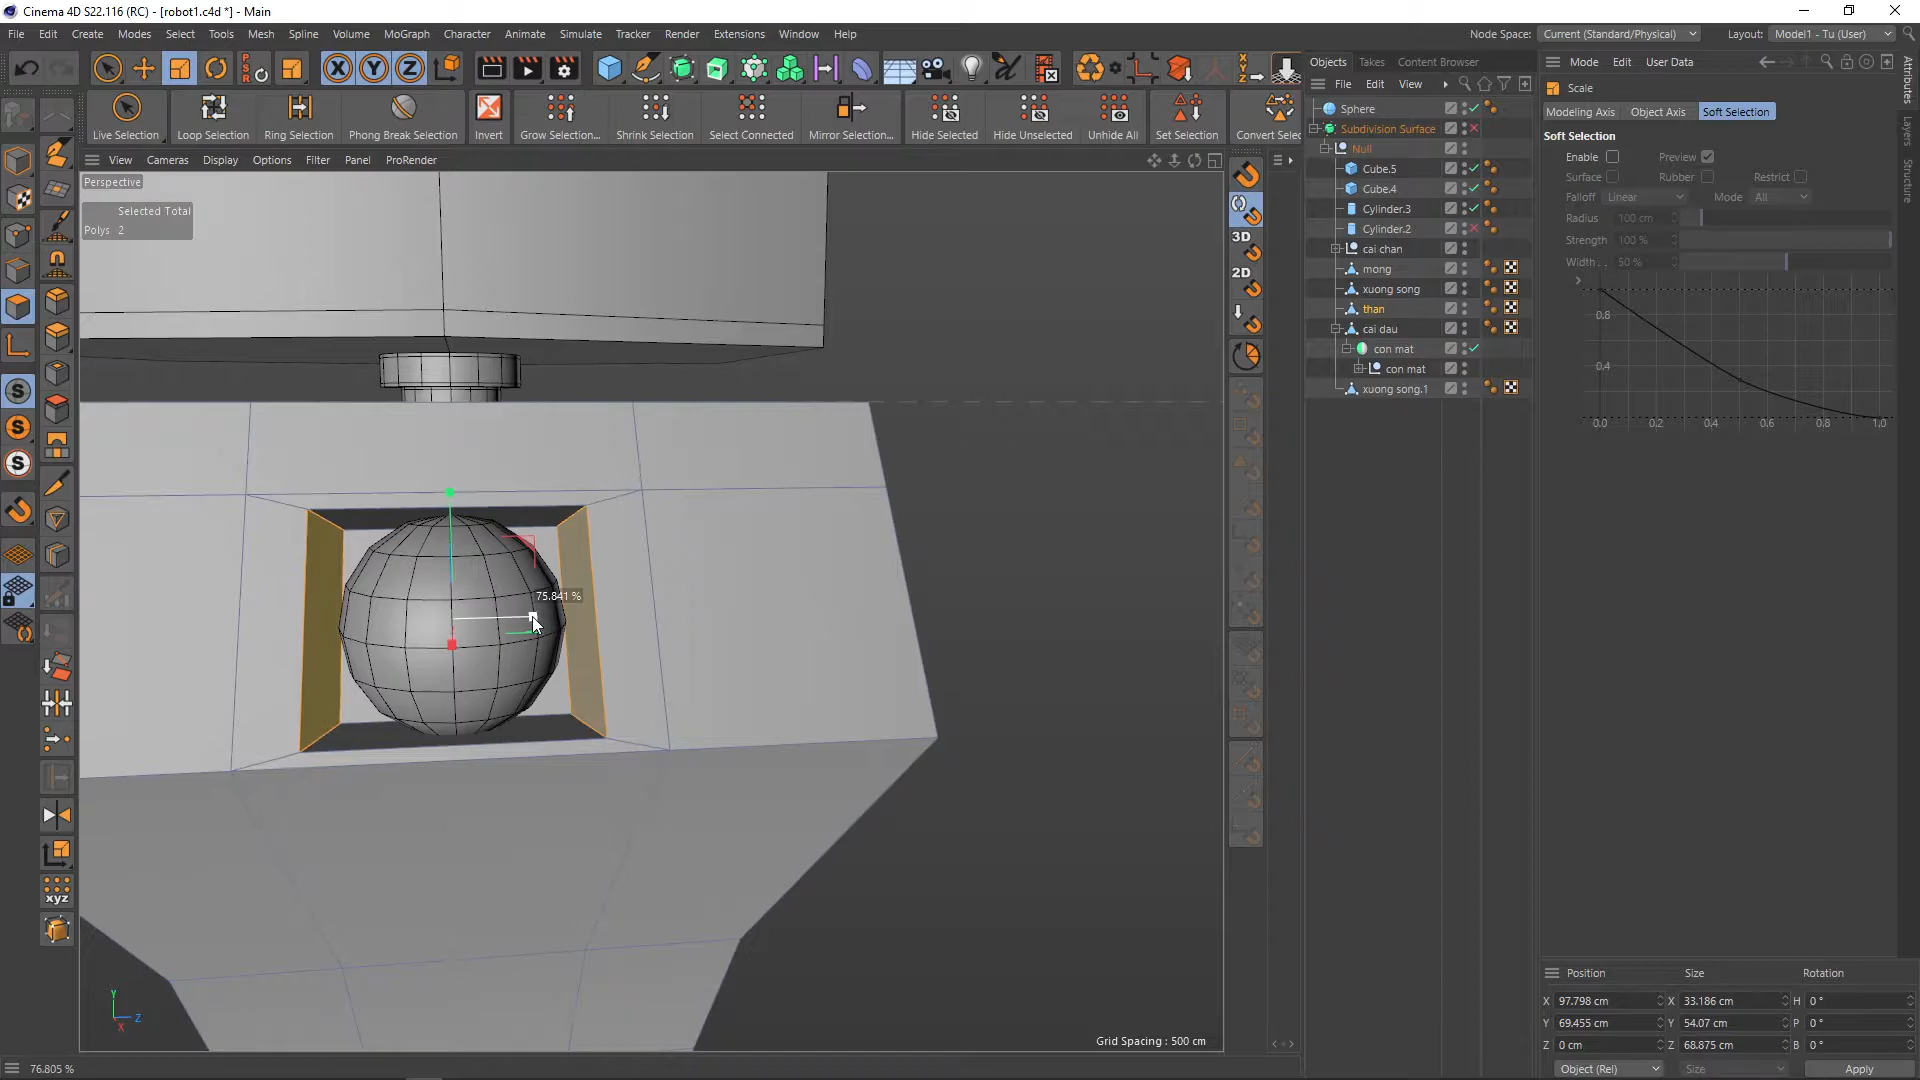 Cinema 4D S22.116 (RC) - [robot1.c4d *] - Main
File Edit Create Modes Select Tools Mesh Spline Volume MoGraph Character Animate Simulate Tracker Render Extensions Window Help
Node Space: Current (Standard/Physical) Layout: Model1 - Tu (User)
PSR X Y Z
Objects Takes Content Browser
Mode Edit User Data
File Edit View
Scale
Live Selection Loop Selection Ring Selection Phong Break Selection Invert Grow Selection... Shrink Selection Select Connected Mirror Selection... Hide Selected Hide Unselected Unhide All Set Selection Convert Selec
Modeling Axis Object Axis Soft Selection
Soft Selection
Enable Preview
Surface Rubber Restrict
Falloff Linear Mode All
Radius 100 cm
Strength 100 %
Width . . 50 %
0.8
0.4
0.0 0.2 0.4 0.6 0.8 1.0
Attributes
Layers
Structure
Sphere
Subdivision Surface
Null
Cube.5
Cube.4
Cylinder.3
Cylinder.2
cai chan
mong
xuong song
than
cai dau
con mat
con mat
xuong song.1
View Cameras Display Options Filter Panel ProRender
Perspective
Selected Total
Polys 2
3D
2D
S
S
S
xyz
75.841 %
Y
Z
X
Grid Spacing : 500 cm
Position Size Rotation
X 97.798 cm X 33.186 cm H 0 °
Y 69.455 cm Y 54.07 cm P 0 °
Z 0 cm Z 68.875 cm B 0 °
Object (Rel) Size Apply
76.805 %